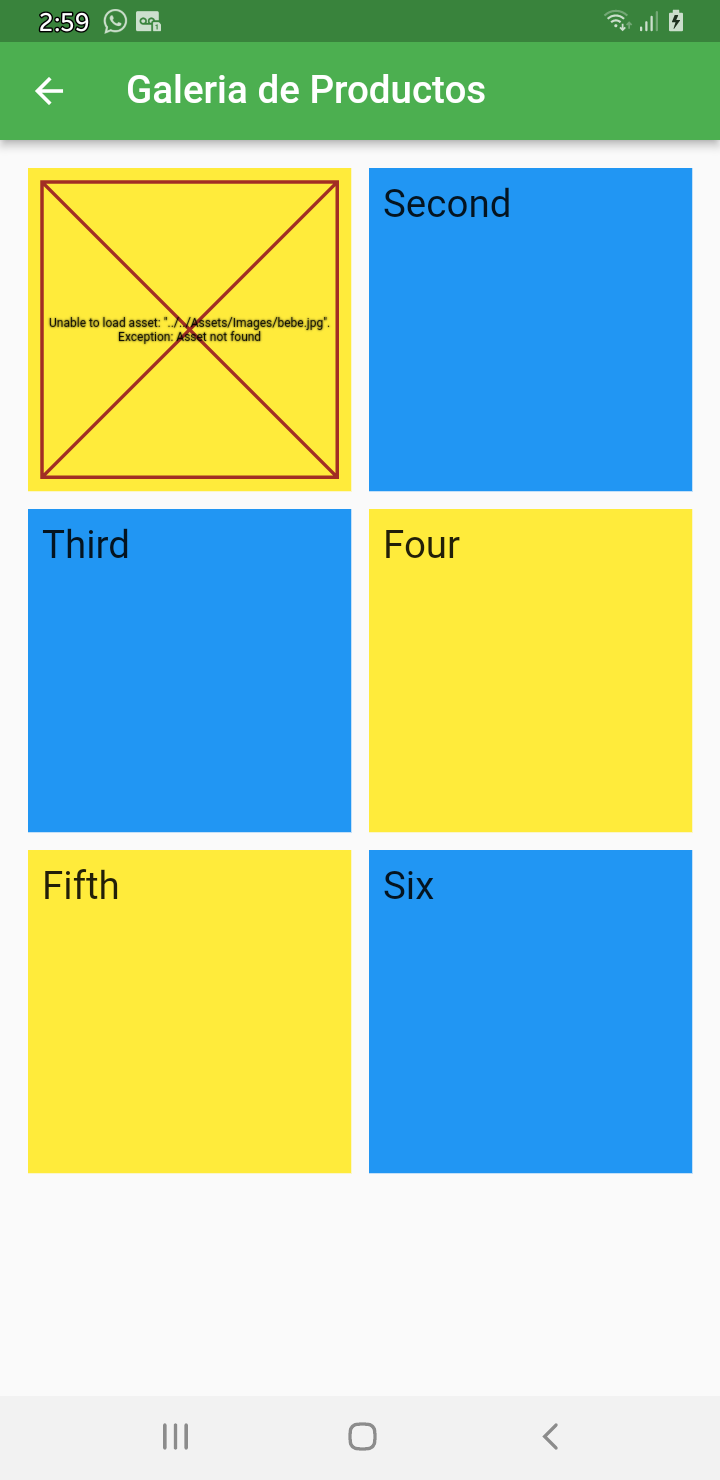 2:59
Galeria de Productos
Unable to load asset: "../../Assets/Images/bebe.jpg".
Exception: Asset not found
Second
Third
Four
Fifth
Six